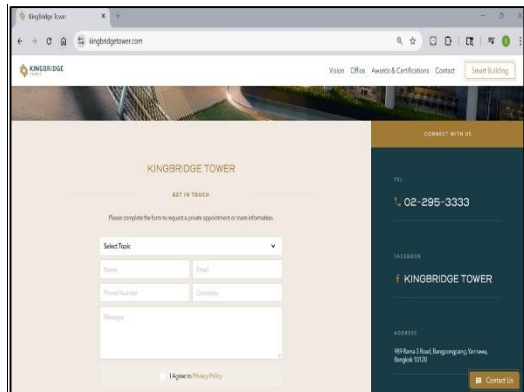 KingBridge Tower
kingbridgetower.com
KINGBRIDGE
TOWER
Vision Office Awards & Certifications Contact Smart Building
CONNECT WITH US
KINGBRIDGE TOWER
GET IN TOUCH
Please complete the form to request a private appointment or more information.
Select Topic
Name Email
Phone Number Company
Message
I Agree to Privacy Policy
TEL
02-295-3333
FACEBOOK
KINGBRIDGE TOWER
ADDRESS
989 Rama 3 Road, Bangpongpang, Yannawa,
Bangkok 10120
Contact Us